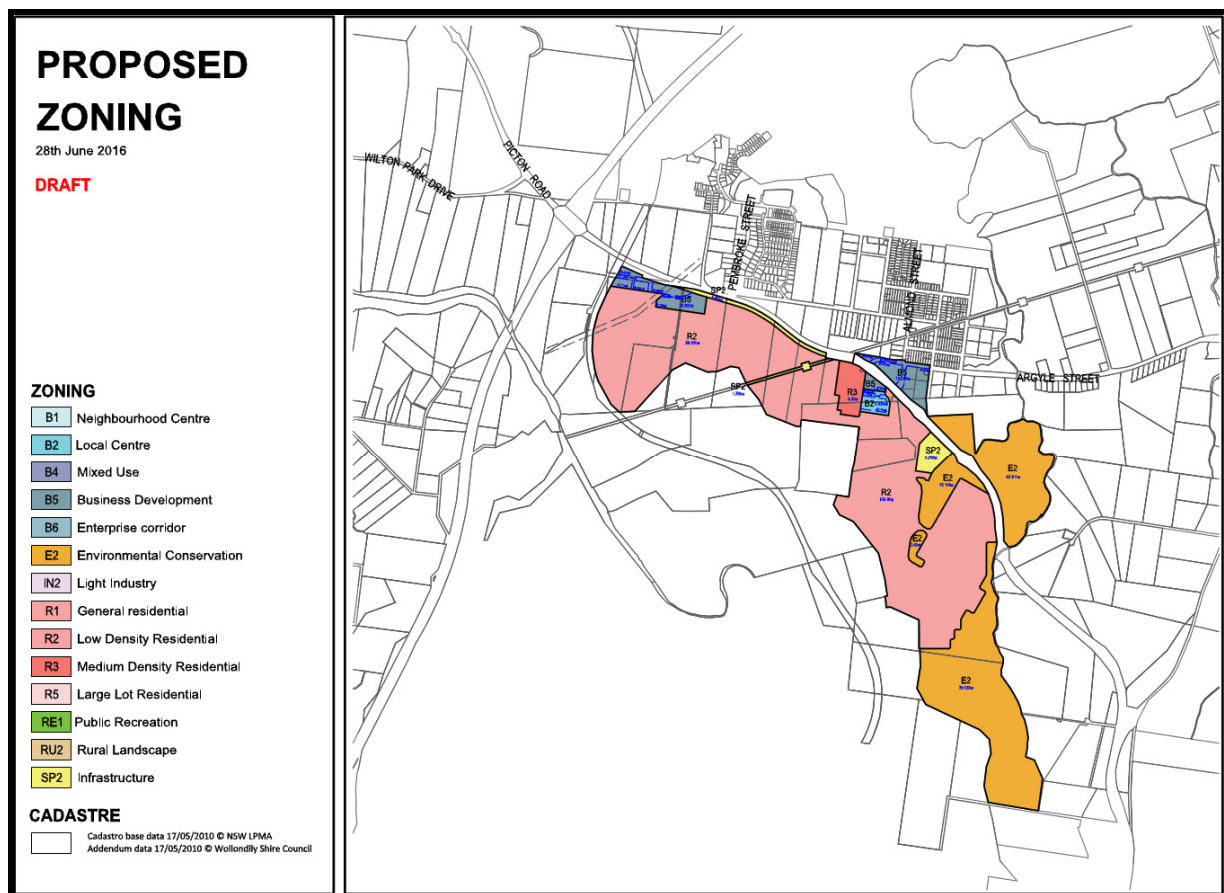 PROPOSED
ZONING
28th June 2016
DRAFT
ZONING
B1 Neighbourhood Centre
B2 Local Centre
B4 Mixed Use
B5 Business Development
B6 Enterprise corridor
E2 Environmental Conservation
IN2 Light Industry
R1 General residential
R2 Low Density Residential
R3 Medium Density Residential
R5 Large Lot Residential
RE1 Public Recreation
RU2 Rural Landscape
SP2 Infrastructure
CADASTRE
Cadastro base data 17/05/2010 © NSW LPMA
Addendum data 17/05/2010 © Wollondilly Shire Council
WILTON PARK DRIVE
PICTON ROAD
PEMBROKE STREET
ALMOND STREET
ARGYLE STREET
SP2
B5
R2
SP2
B5
B5
R3
B2
SP2
E2
E2
R2
E2
E2